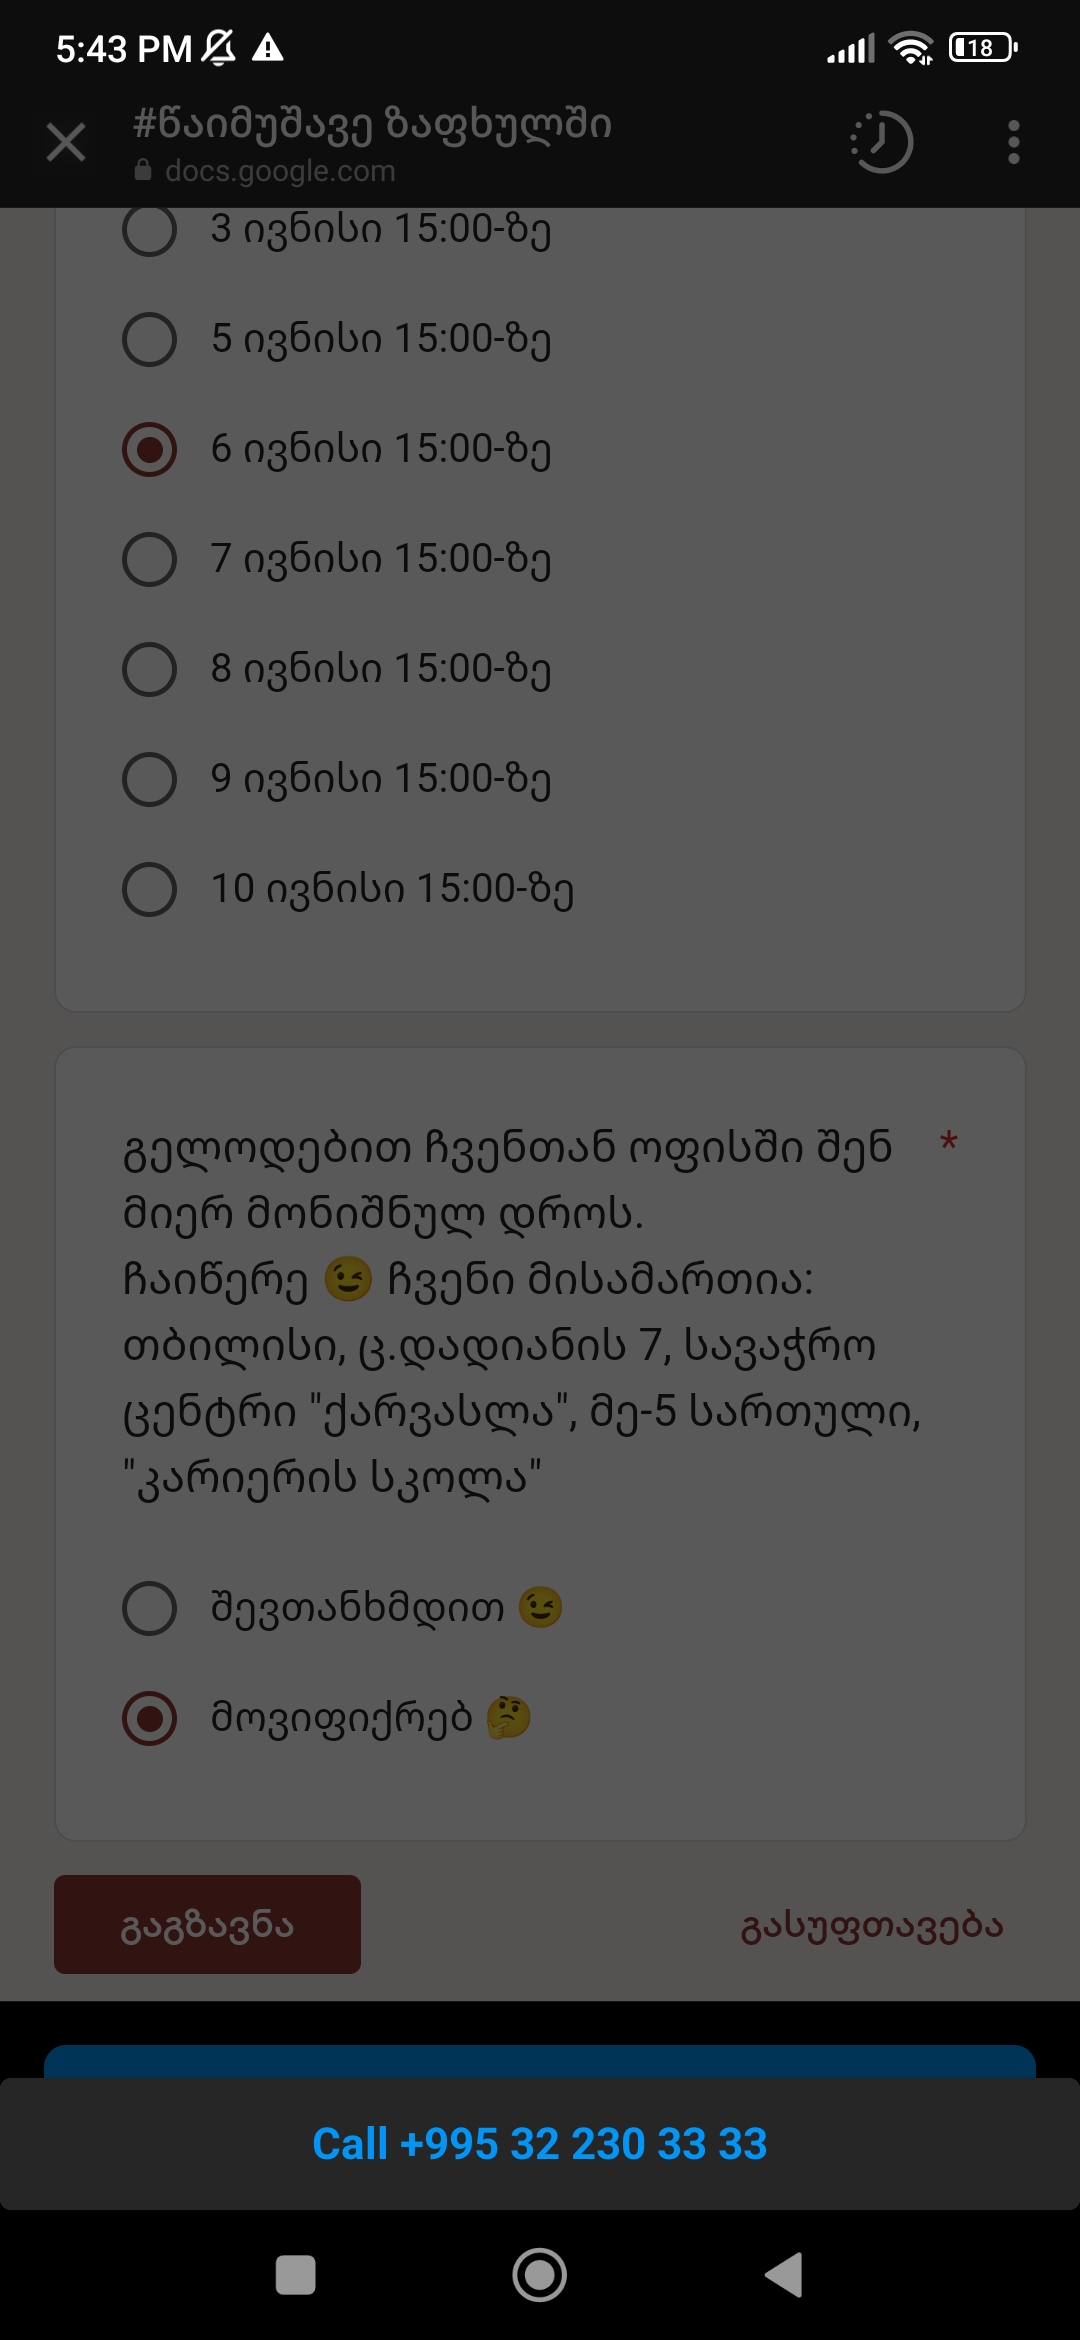 5:43 PM
18
#წაიმუშავე ზაფხულში
docs.google.com
3 ივნისი 15:00-ზე
5 ივნისი 15:00-ზე
6 ივნისი 15:00-ზე
7 ივნისი 15:00-ზე
8 ივნისი 15:00-ზე
9 ივნისი 15:00-ზე
10 ივნისი 15:00-ზე
გელოდებით ჩვენთან ოფისში შენ *
მიერ მონიშნულ დროს.
ჩაიწერე 😉 ჩვენი მისამართია:
თბილისი, ც.დადიანის 7, სავაჭრო
ცენტრი "ქარვასლა", მე-5 სართული,
"კარიერის სკოლა"
შევთანხმდით 😉
მოვიფიქრებ 🤔
გაგზავნა
გასუფთავება
Call +995 32 230 33 33